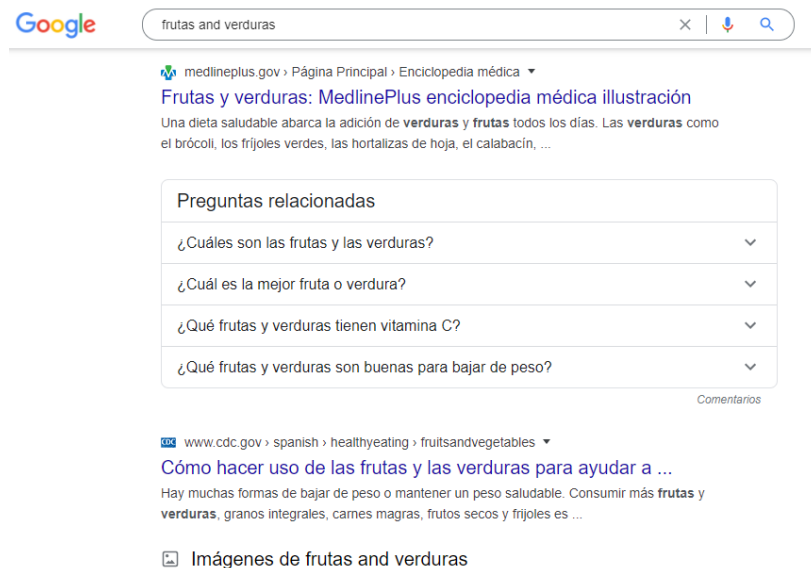 Google
frutas and verduras
medlineplus.gov › Página Principal › Enciclopedia médica
Frutas y verduras: MedlinePlus enciclopedia médica illustración
Una dieta saludable abarca la adición de verduras y frutas todos los días. Las verduras como
el brócoli, los fríjoles verdes, las hortalizas de hoja, el calabacín, ...
Preguntas relacionadas
¿Cuáles son las frutas y las verduras?
¿Cuál es la mejor fruta o verdura?
¿Qué frutas y verduras tienen vitamina C?
¿Qué frutas y verduras son buenas para bajar de peso?
Comentarios
CDC www.cdc.gov › spanish › healthyeating › fruitsandvegetables
Cómo hacer uso de las frutas y las verduras para ayudar a ...
Hay muchas formas de bajar de peso o mantener un peso saludable. Consumir más frutas y
verduras, granos integrales, carnes magras, frutos secos y frijoles es ...
Imágenes de frutas and verduras